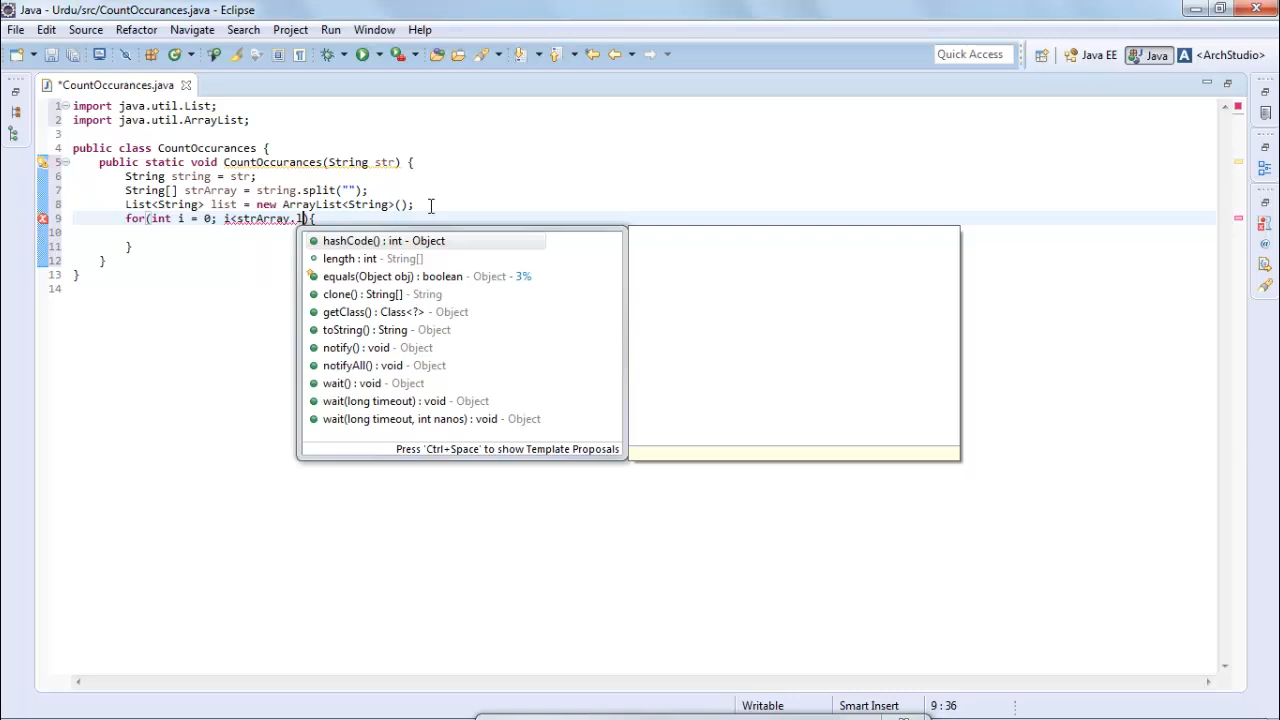 Java - Urdu/src/CountOccurances.java - Eclipse
File Edit Source Refactor Navigate Search Project Run Window Help
Quick Access Java EE Java <ArchStudio>
*CountOccurances.java
1 import java.util.List;
2 import java.util.ArrayList;
3
4 public class CountOccurances {
5 public static void CountOccurances(String str) {
6 String string = str;
7 String[] strArray = string.split("");
8 List<String> list = new ArrayList<String>();
9 for(int i = 0; i<strArray.l){
hashCode() : int - Object
length : int - String[]
11 }
equals(Object obj) : boolean - Object - 3%
12 }
13 }
14
clone() : String[] - String
getClass() : Class<?> - Object
toString() : String - Object
notify() : void - Object
notifyAll() : void - Object
wait() : void - Object
wait(long timeout) : void - Object
wait(long timeout, int nanos) : void - Object
Press 'Ctrl+Space' to show Template Proposals
Writable Smart Insert 9 : 36